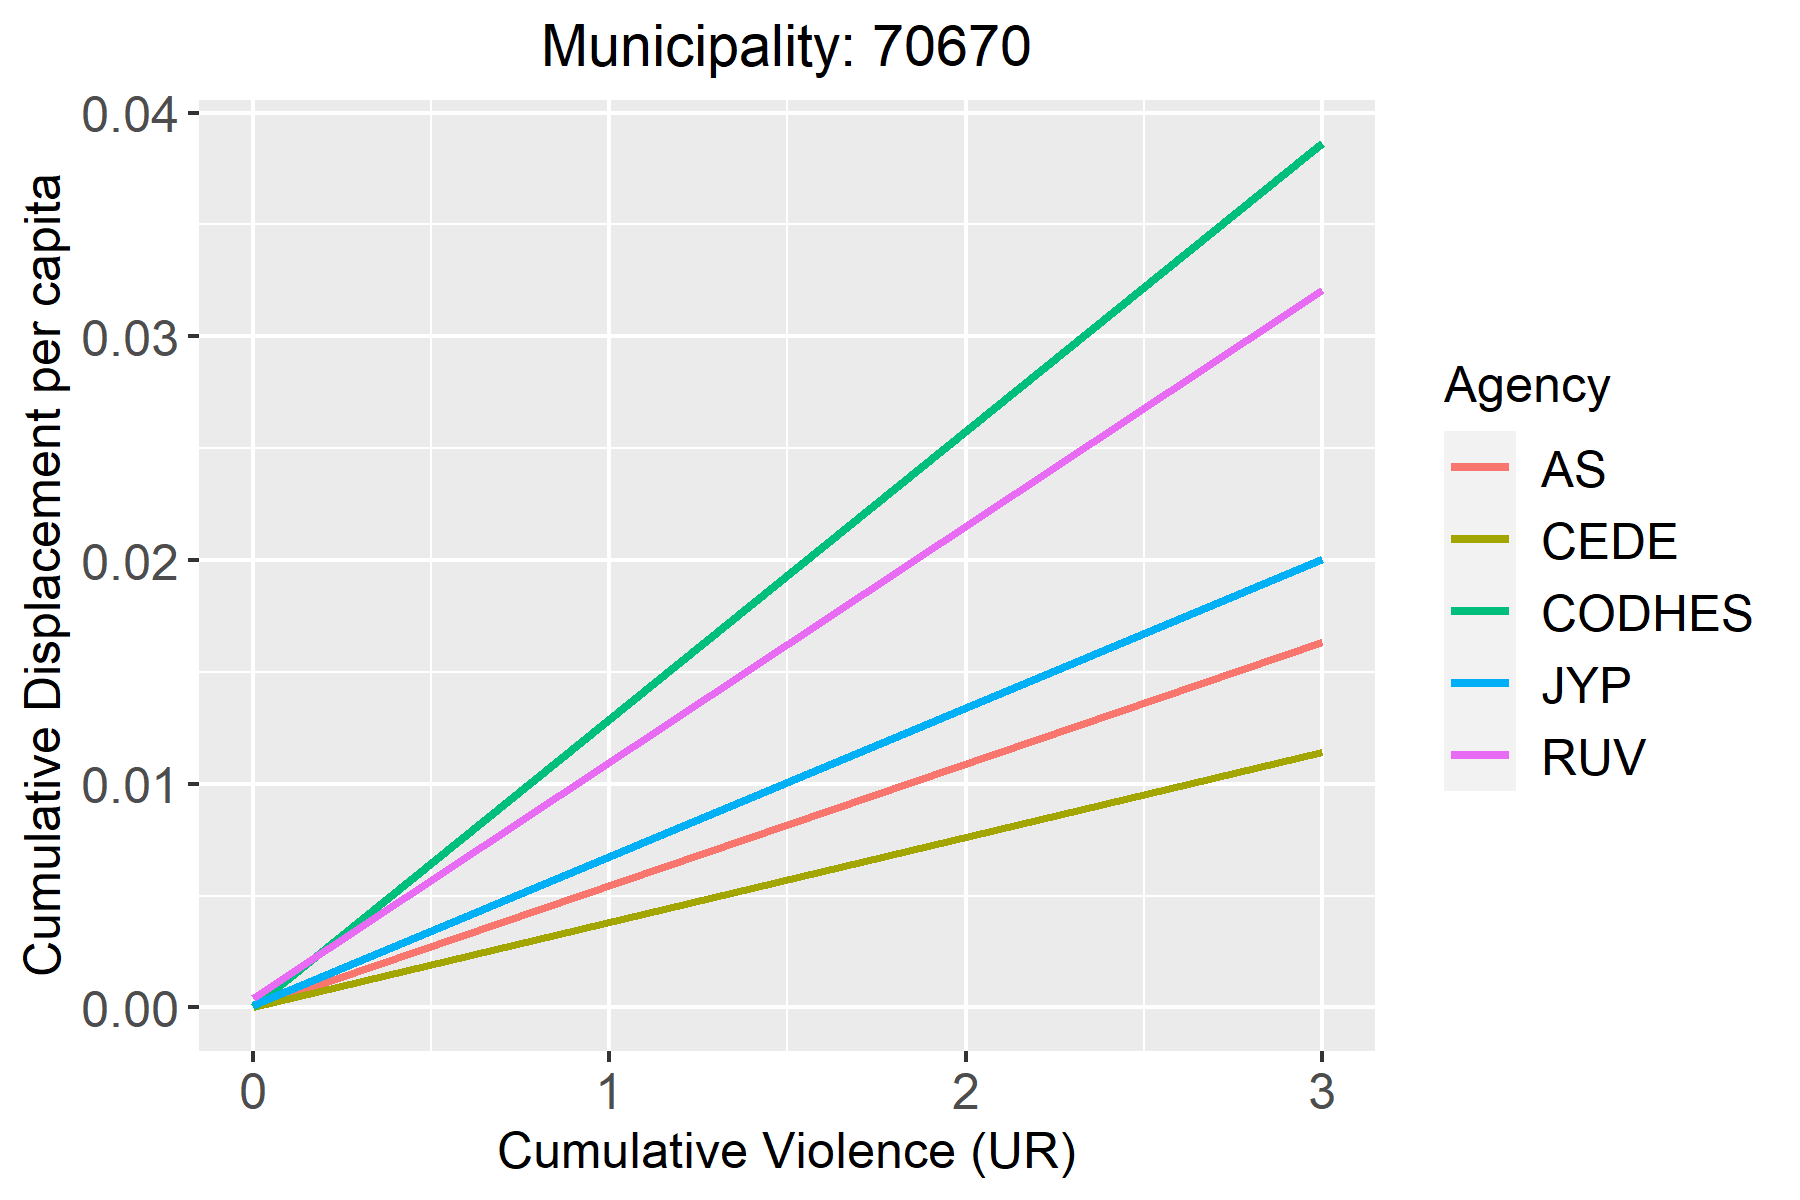 Municipality: 70670
Cumulative Displacement per capita
0.04
0.03
0.02
0.01
0.00
0 1 2 3
Cumulative Violence (UR)
Agency
AS
CEDE
CODHES
JYP
RUV